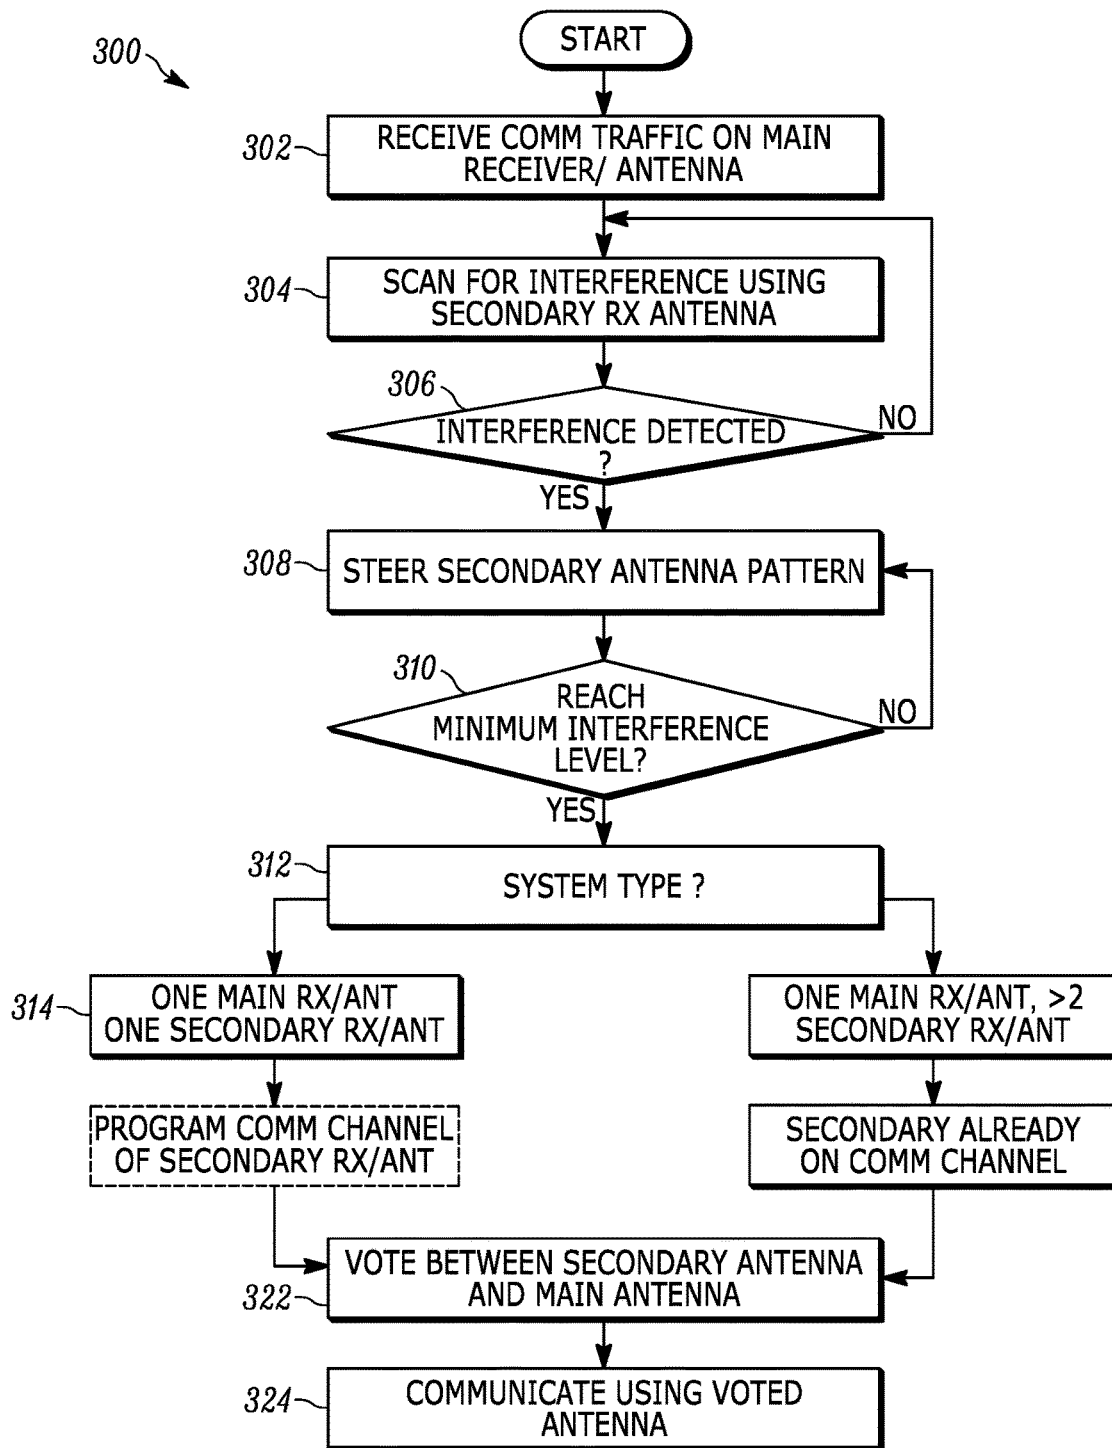 START
300
302
RECEIVE COMM TRAFFIC ON MAIN
RECEIVER/ ANTENNA
304
SCAN FOR INTERFERENCE USING
SECONDARY RX ANTENNA
306
INTERFERENCE DETECTED
?
NO
YES
308
STEER SECONDARY ANTENNA PATTERN
310
REACH
MINIMUM INTERFERENCE
LEVEL?
NO
YES
312
SYSTEM TYPE ?
314
ONE MAIN RX/ANT
ONE SECONDARY RX/ANT
ONE MAIN RX/ANT, >2
SECONDARY RX/ANT
PROGRAM COMM CHANNEL
OF SECONDARY RX/ANT
SECONDARY ALREADY
ON COMM CHANNEL
322
VOTE BETWEEN SECONDARY ANTENNA
AND MAIN ANTENNA
324
COMMUNICATE USING VOTED
ANTENNA